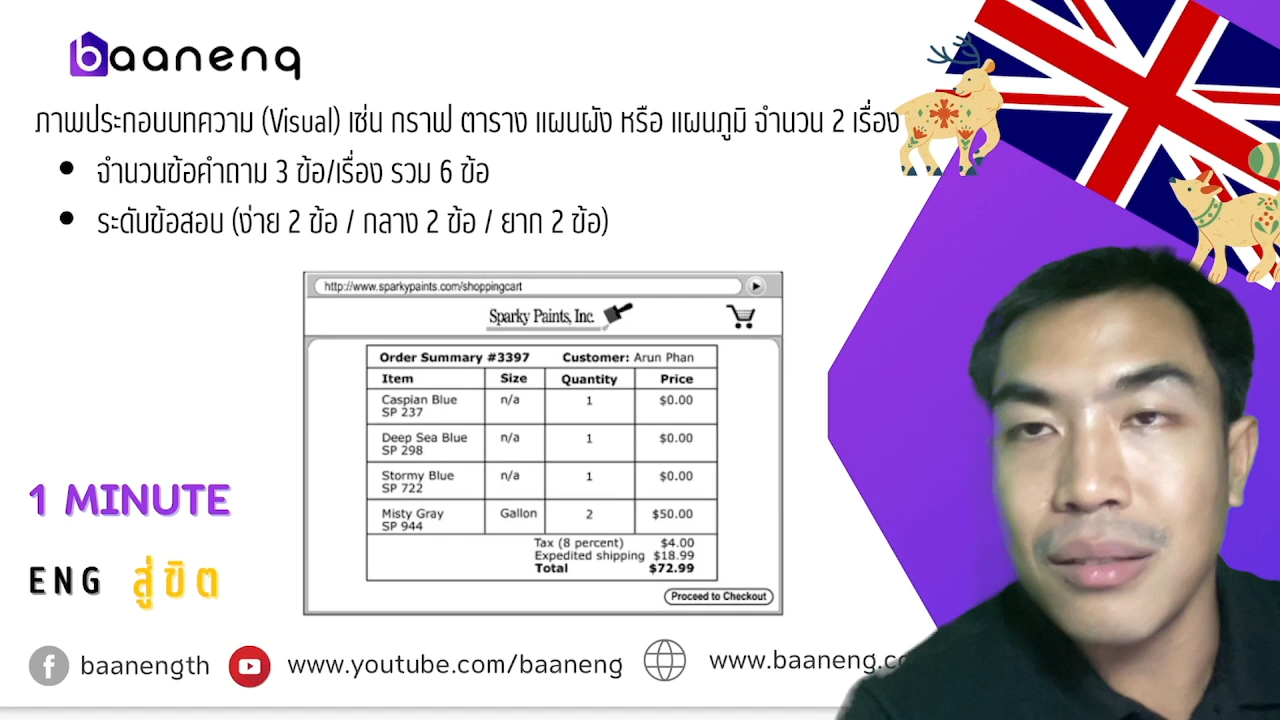 baanenq
ภาพประกอบบทความ (Visual) เช่น กราฟ ตาราง แผนผัง หรือ แผนภูมิ จำนวน 2 เรื่อง
• จำนวนข้อคำถาม 3 ข้อ/เรื่อง รวม 6 ข้อ
• ระดับข้อสอบ (ง่าย 2 ข้อ / กลาง 2 ข้อ / ยาก 2 ข้อ)
http://www.sparkypaints.com/shoppingcart
Sparky Paints, Inc.
Order Summary #3397 Customer: Arun Phan
Item Size Quantity Price
Caspian Blue n/a 1 $0.00
SP 237
Deep Sea Blue n/a 1 $0.00
SP 298
Stormy Blue n/a 1 $0.00
SP 722
Misty Gray Gallon 2 $50.00
SP 944
Tax (8 percent) $4.00
Expedited shipping $18.99
Total $72.99
Proceed to Checkout
1 MINUTE
ENG สู่ขิต
baanength www.youtube.com/baaneng www.baaneng.co